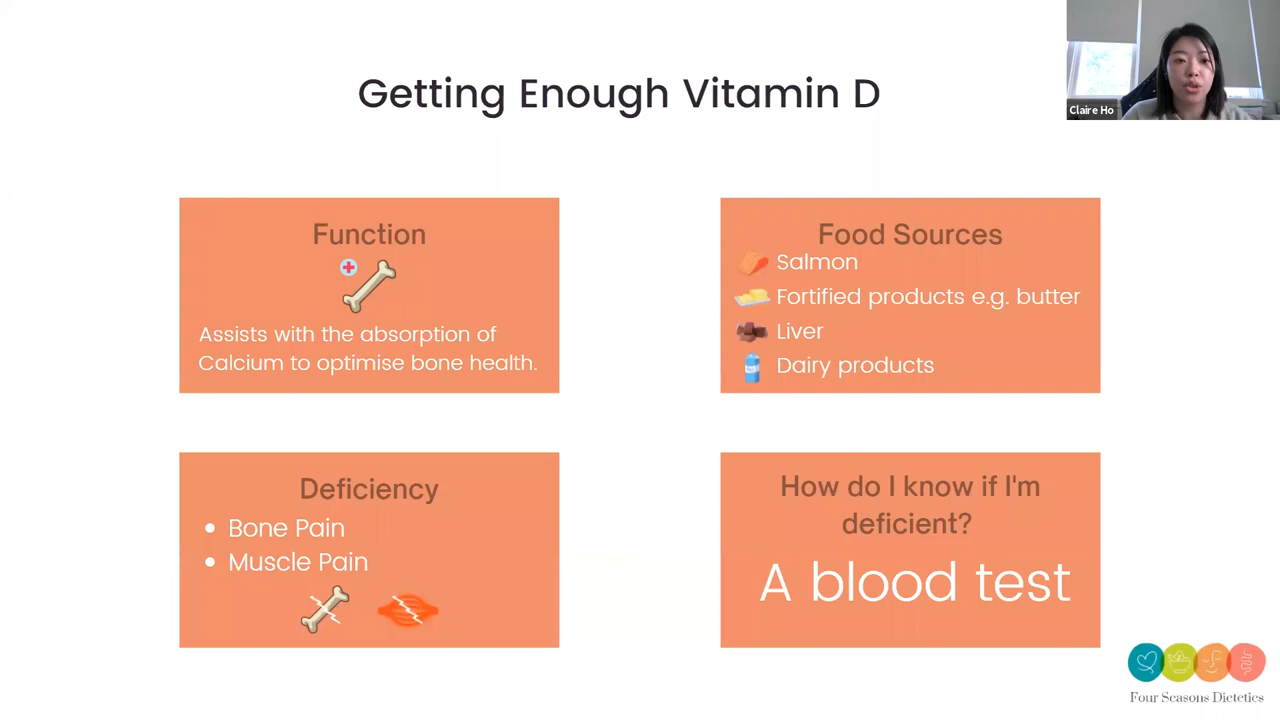 Getting Enough Vitamin D
Claire Ho
Function
Assists with the absorption of
Calcium to optimise bone health.
Food Sources
Salmon
Fortified products e.g. butter
Liver
Dairy products
Deficiency
• Bone Pain
• Muscle Pain
How do I know if I'm
deficient?
A blood test
Four Seasons Dietetics